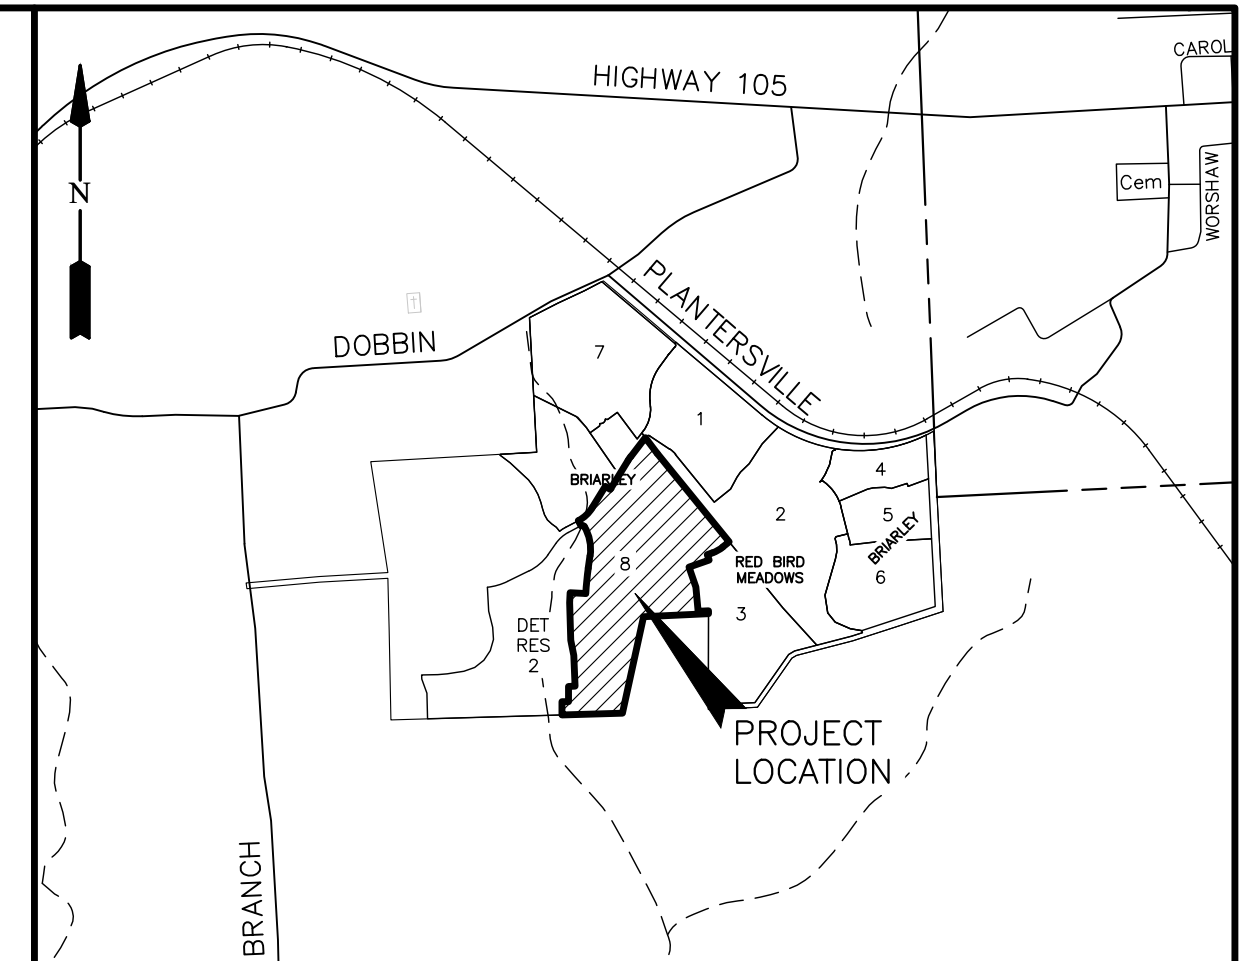 CAROL
HIGHWAY 105
Cem
WORSHAW
N
PLANTERSVILLE
DOBBIN
7
1
4
BRIARLEY
2
5
BRIARLEY
8
RED BIRD
MEADOWS
6
3
DET
RES
2
PROJECT
LOCATION
BRANCH